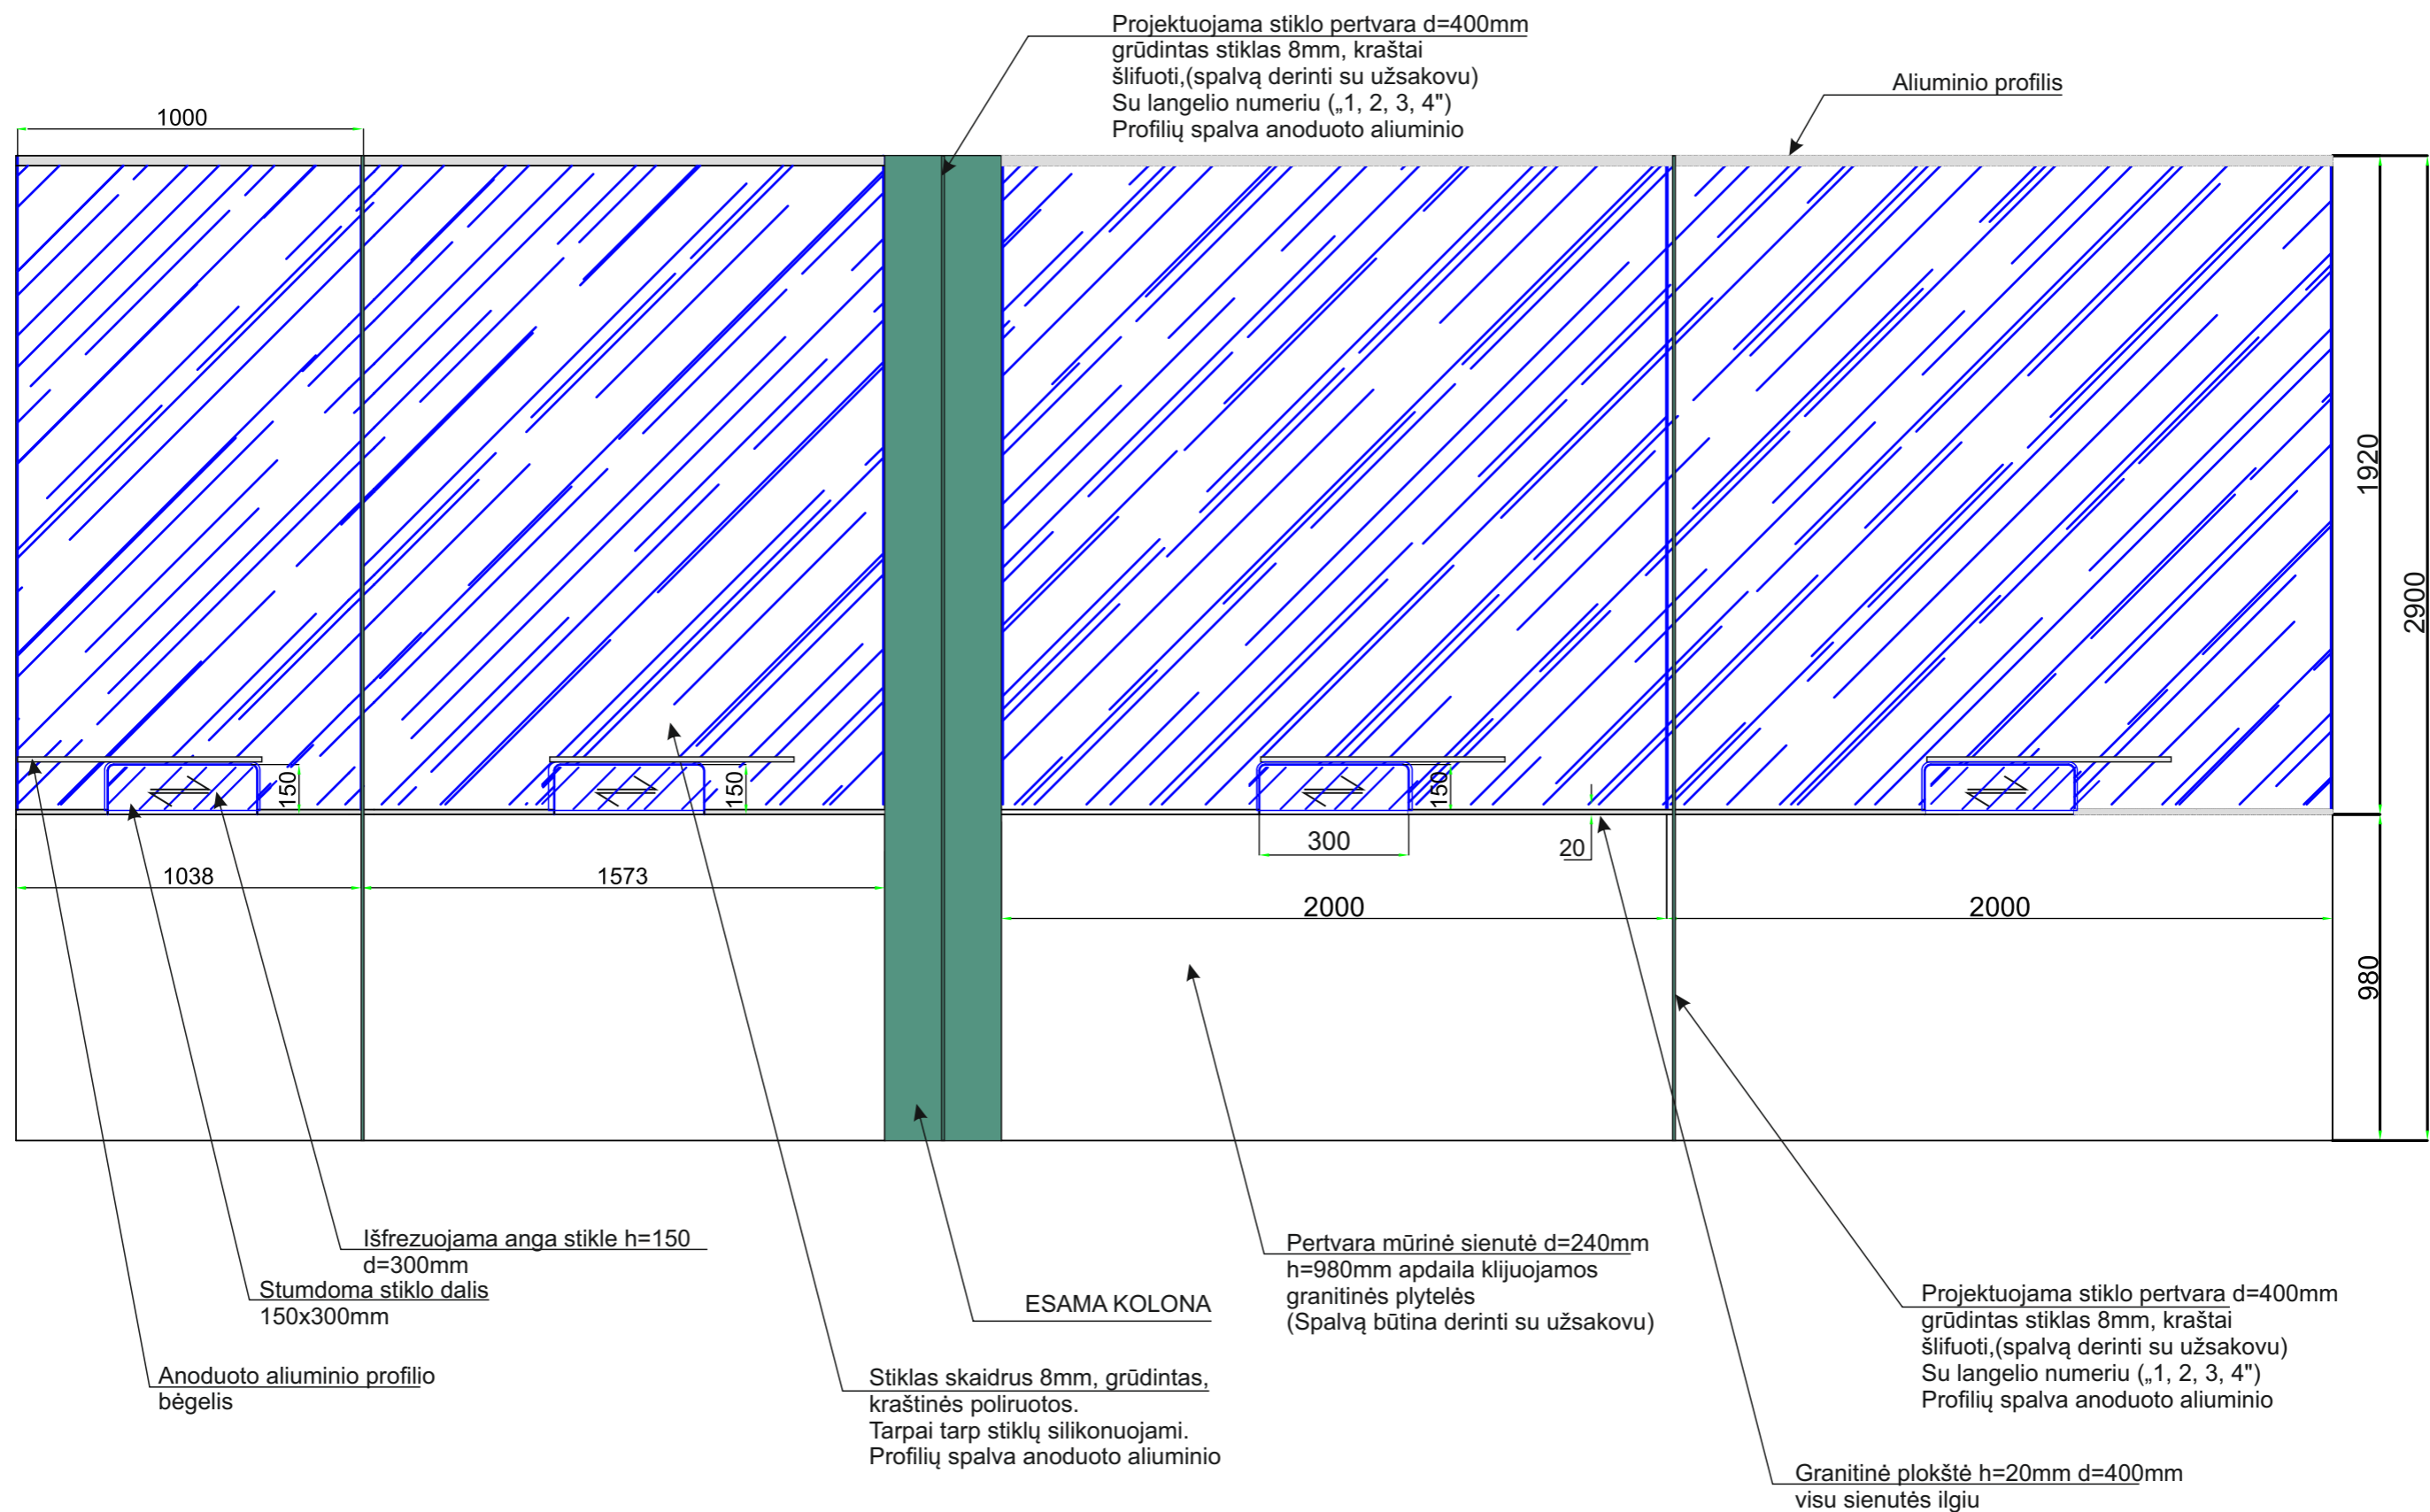 Projektuojama stiklo pertvara d=400mm
grūdintas stiklas 8mm, kraštai
šlifuoti,(spalvą derinti su užsakovu)
Su langelio numeriu („1, 2, 3, 4")
Profilių spalva anoduoto aliuminio
Aliuminio profilis
1000
1920
2900
150
150
150
300
20
1038
1573
2000
2000
980
Išfrezuojama anga stikle h=150
d=300mm
Stumdoma stiklo dalis
150x300mm
Anoduoto aliuminio profilio
bėgelis
ESAMA KOLONA
Stiklas skaidrus 8mm, grūdintas,
kraštinės poliruotos.
Tarpai tarp stiklų silikonuojami.
Profilių spalva anoduoto aliuminio
Pertvara mūrinė sienutė d=240mm
h=980mm apdaila klijuojamos
granitinės plytelės
(Spalvą būtina derinti su užsakovu)
Projektuojama stiklo pertvara d=400mm
grūdintas stiklas 8mm, kraštai
šlifuoti,(spalvą derinti su užsakovu)
Su langelio numeriu („1, 2, 3, 4")
Profilių spalva anoduoto aliuminio
Granitinė plokštė h=20mm d=400mm
visu sienutės ilgiu